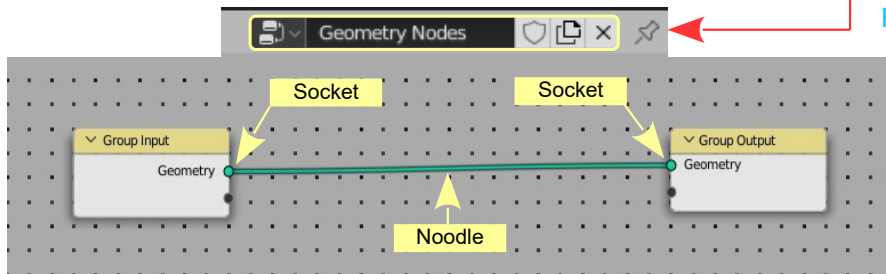 Geometry Nodes
Socket
Socket
Group Input
Group Output
Geometry
Geometry
Noodle